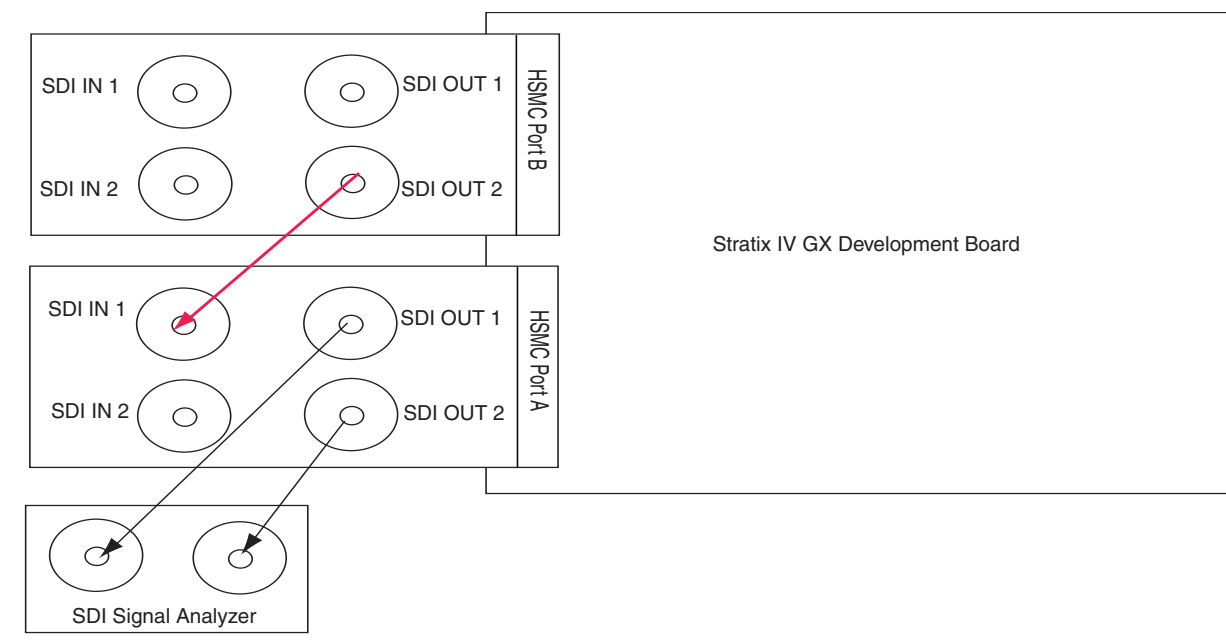 SDI IN 1
SDI OUT 1
SDI IN 2
SDI OUT 2
HSMC Port B
Stratix IV GX Development Board
SDI IN 1
SDI OUT 1
SDI IN 2
SDI OUT 2
HSMC Port A
SDI Signal Analyzer